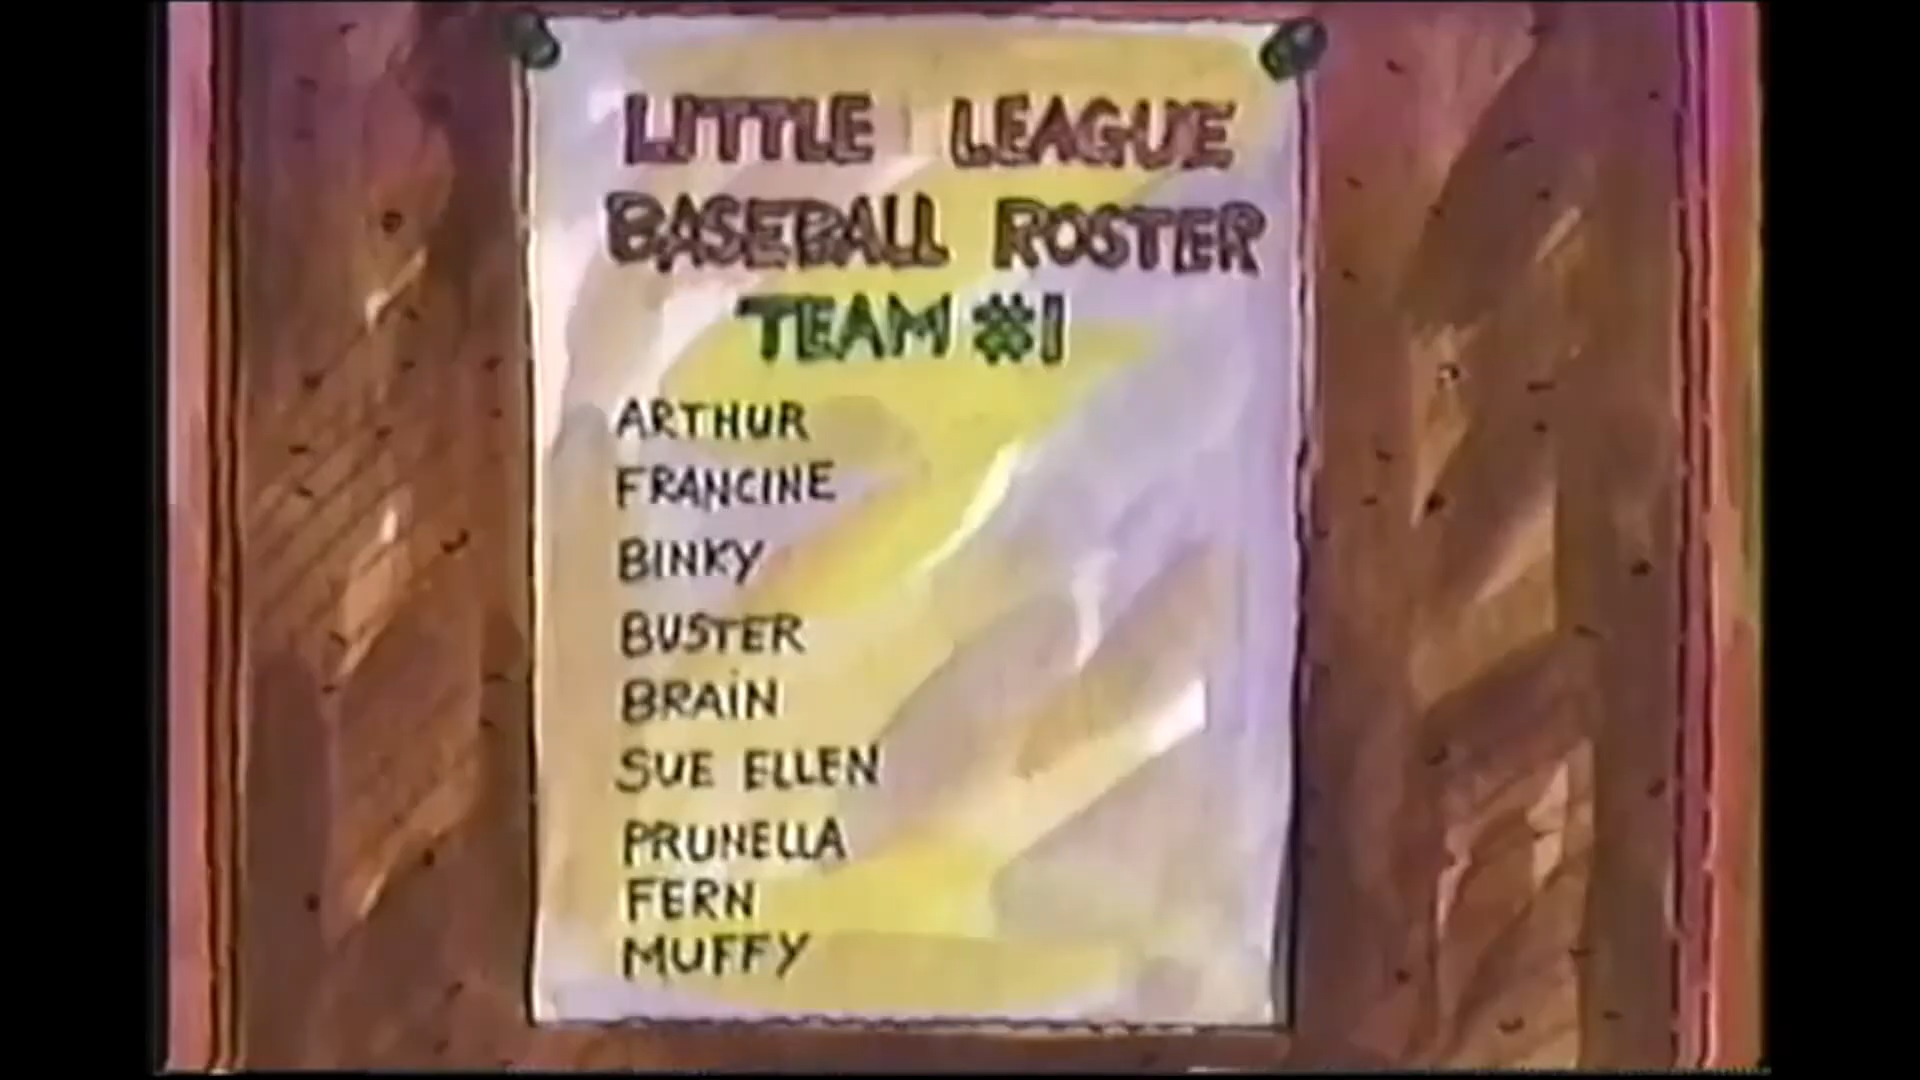 LITTLE LEAGUE
BASEBALL ROSTER
TEAM #1
ARTHUR
FRANCINE
BINKY
BUSTER
BRAiN
SUE ELLEN
PRUNELLA
FERN
MUFFY